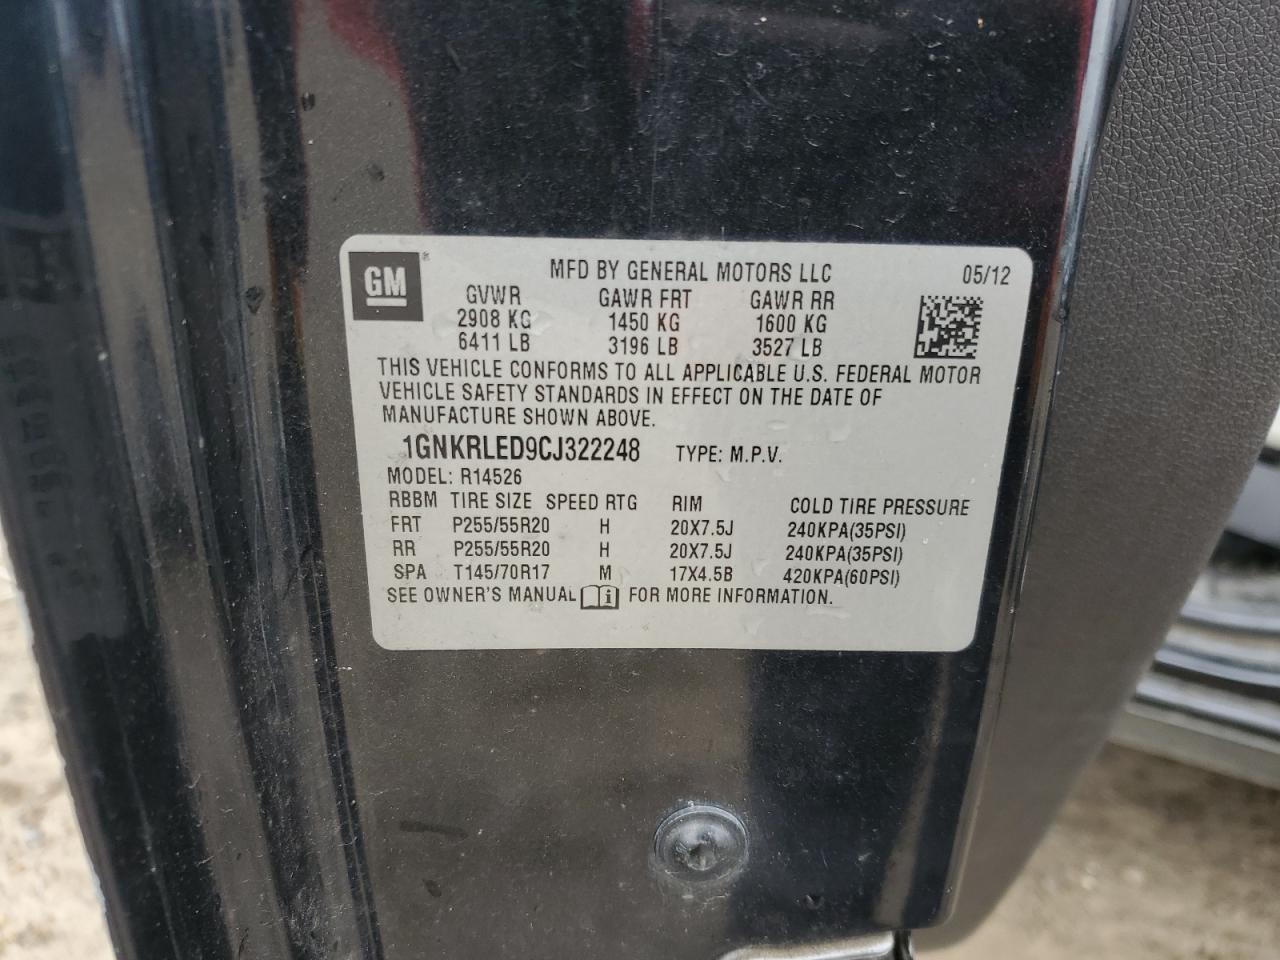 GM®
MFD BY GENERAL MOTORS LLC 05/12
GVWR GAWR FRT GAWR RR
2908 KG 1450 KG 1600 KG
6411 LB 3196 LB 3527 LB
THIS VEHICLE CONFORMS TO ALL APPLICABLE U.S. FEDERAL MOTOR
VEHICLE SAFETY STANDARDS IN EFFECT ON THE DATE OF
MANUFACTURE SHOWN ABOVE.
1GNKRLED9CJ322248 TYPE: M.P.V.
MODEL: R14526
RBBM TIRE SIZE SPEED RTG RIM COLD TIRE PRESSURE
FRT P255/55R20 H 20X7.5J 240KPA(35PSI)
RR P255/55R20 H 20X7.5J 240KPA(35PSI)
SPA T145/70R17 M 17X4.5B 420KPA(60PSI)
SEE OWNER'S MANUAL i FOR MORE INFORMATION.